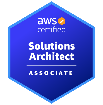 aws
certified
Solutions
Architect
ASSOCIATE